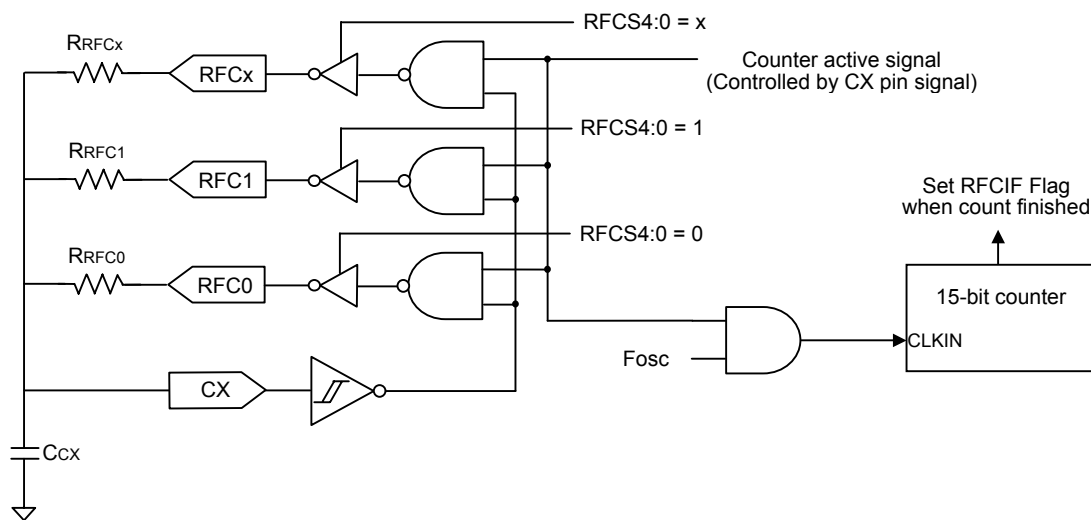 RFCS4:0 = x
RRFCx
RFCx
Counter active signal
(Controlled by CX pin signal)
RFCS4:0 = 1
RRFC1
RFC1
Set RFCIF Flag
when count finished
RFCS4:0 = 0
RRFC0
RFC0
15-bit counter
CLKIN
Fosc
CX
CCX